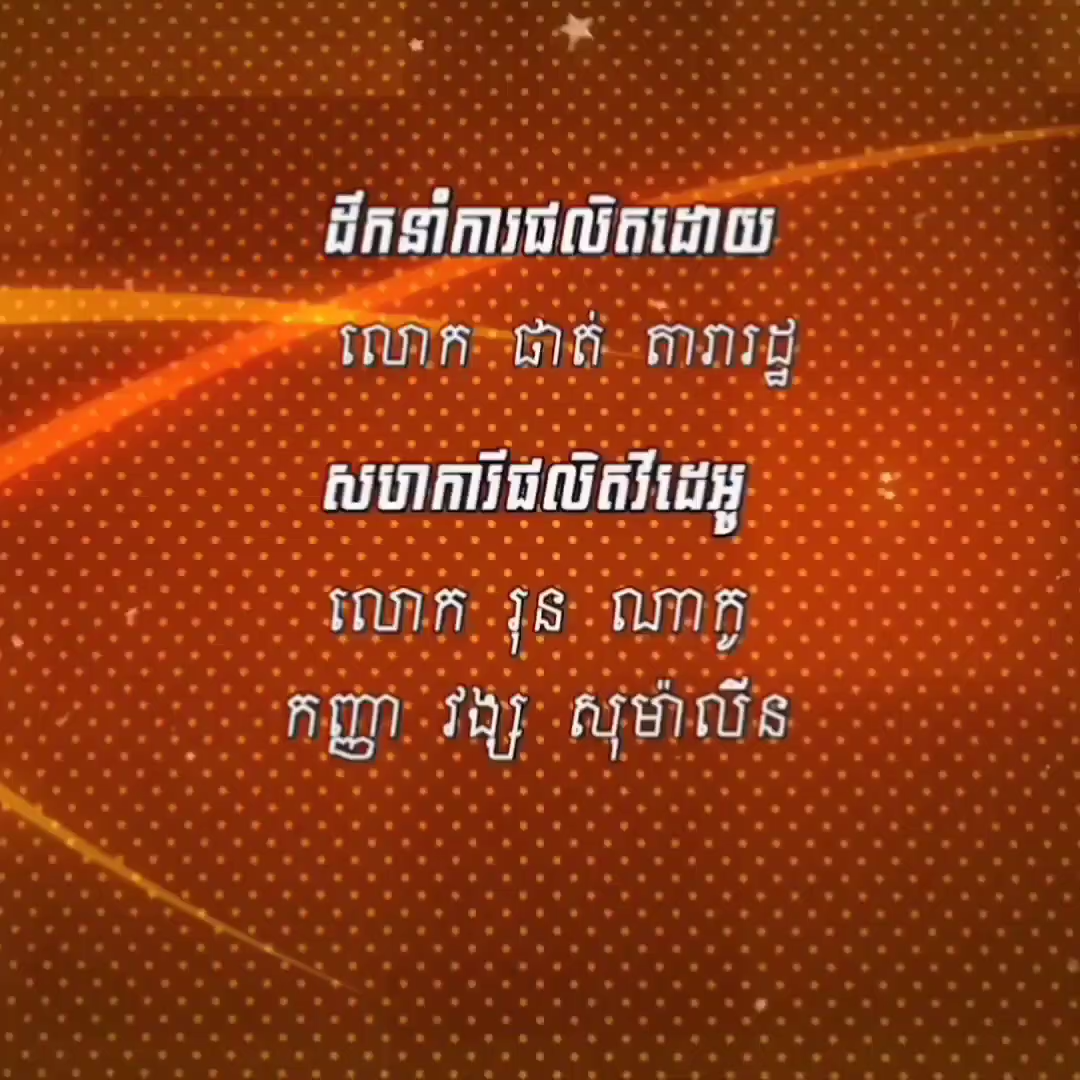 ដឹកនាំការផលិតដោយ
លោក ផាត់ តារារដ្ឋ
សហការីផលិតវីដេអូ
លោក រុន ណាកូ
កញ្ញា វង្ស សុម៉ាលីន